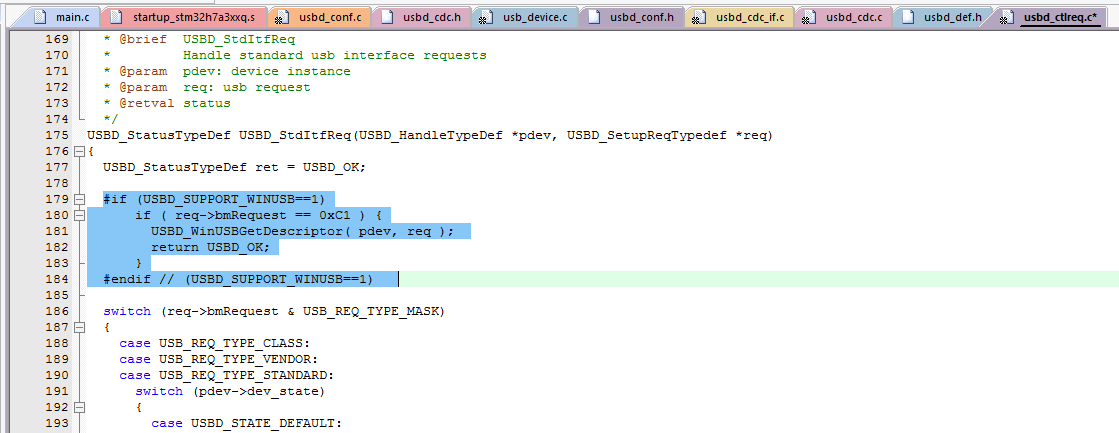 main.c startup_stm32h7a3xxq.s usbd_conf.c usbd_cdc.h usb_device.c usbd_conf.h usbd_cdc_if.c usbd_cdc.c usbd_def.h usbd_ctlreq.c*
169 * @brief  USBD_StdItfReq
170 *         Handle standard usb interface requests
171 * @param  pdev: device instance
172 * @param  req: usb request
173 * @retval status
174 */
175 USBD_StatusTypeDef USBD_StdItfReq(USBD_HandleTypeDef *pdev, USBD_SetupReqTypedef *req)
176 {
177   USBD_StatusTypeDef ret = USBD_OK;
178
179   #if (USBD_SUPPORT_WINUSB==1)
180       if ( req->bmRequest == 0xC1 ) {
181         USBD_WinUSBGetDescriptor( pdev, req );
182         return USBD_OK;
183       }
184   #endif // (USBD_SUPPORT_WINUSB==1)
185
186   switch (req->bmRequest & USB_REQ_TYPE_MASK)
187   {
188     case USB_REQ_TYPE_CLASS:
189     case USB_REQ_TYPE_VENDOR:
190     case USB_REQ_TYPE_STANDARD:
191       switch (pdev->dev_state)
192       {
193         case USBD_STATE_DEFAULT: